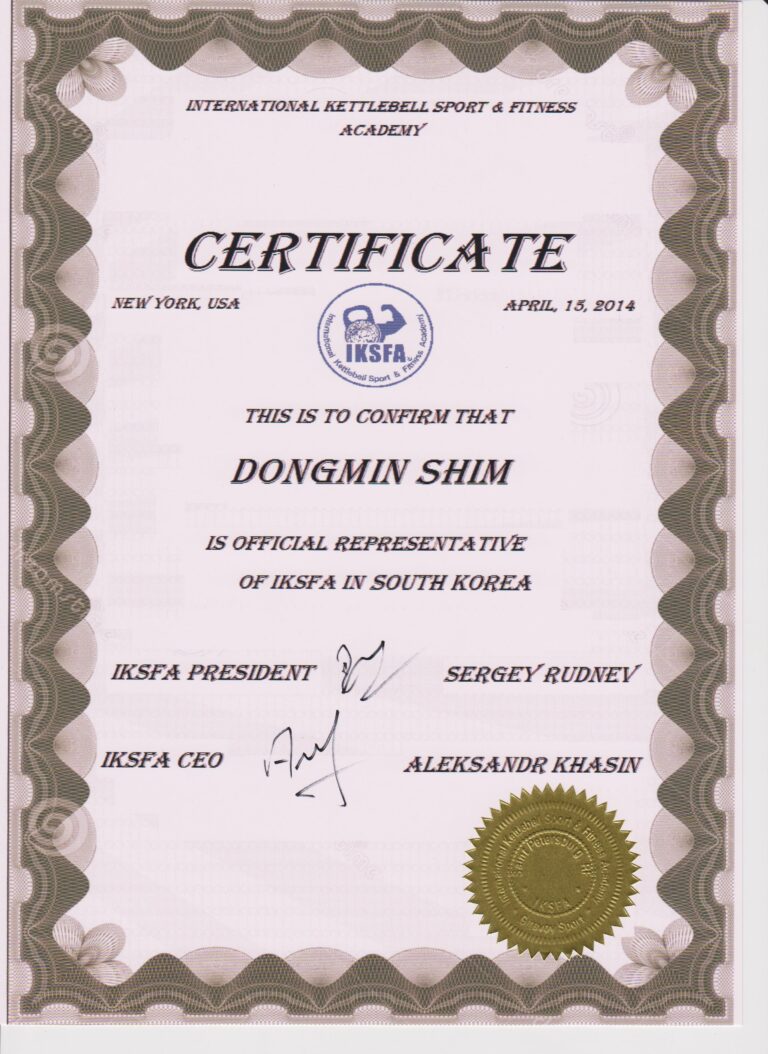 INTERNATIONAL KETTLEBELL SPORT & FITNESS
ACADEMY
CERTIFICATE
NEW YORK, USA
APRIL, 15, 2014
IKSFA
International Kettlebell Sport & Fitness Academy
THIS IS TO CONFIRM THAT
DONGMIN SHIM
IS OFFICIAL REPRESENTATIVE
OF IKSFA IN SOUTH KOREA
IKSFA PRESIDENT
SERGEY RUDNEV
IKSFA CEO
ALEKSANDR KHASIN
International Kettlebell Sport & Fitness Academy
Saint Petersburg
IKSFA
Girevoy Sport